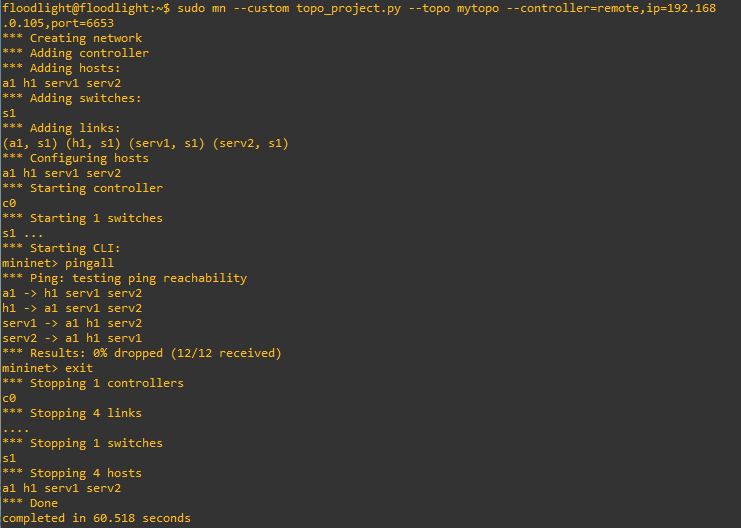 floodlight@floodlight:~$ sudo mn --custom topo_project.py --topo mytopo --controller=remote,ip=192.168
.0.105,port=6653
*** Creating network
*** Adding controller
*** Adding hosts:
a1 h1 serv1 serv2
*** Adding switches:
s1
*** Adding links:
(a1, s1) (h1, s1) (serv1, s1) (serv2, s1)
*** Configuring hosts
a1 h1 serv1 serv2
*** Starting controller
c0
*** Starting 1 switches
s1 ...
*** Starting CLI:
mininet> pingall
*** Ping: testing ping reachability
a1 -> h1 serv1 serv2
h1 -> a1 serv1 serv2
serv1 -> a1 h1 serv2
serv2 -> a1 h1 serv1
*** Results: 0% dropped (12/12 received)
mininet> exit
*** Stopping 1 controllers
c0
*** Stopping 4 links
....
*** Stopping 1 switches
s1
*** Stopping 4 hosts
a1 h1 serv1 serv2
*** Done
completed in 60.518 seconds